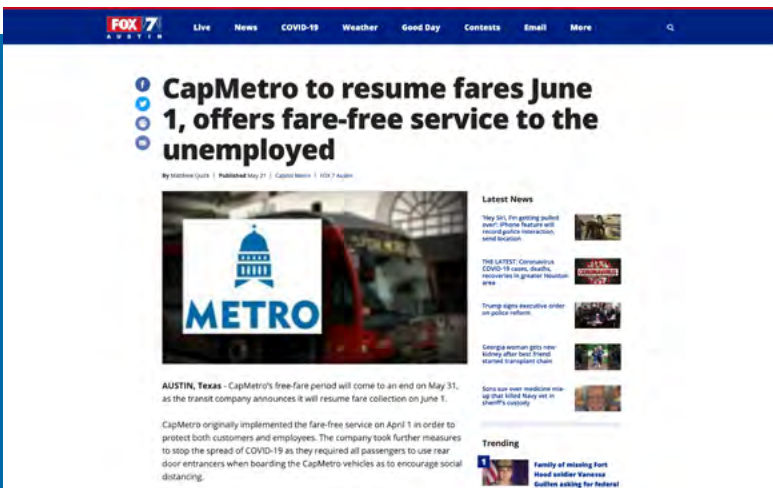 FOX 7
AUSTIN
Live News COVID-19 Weather Good Day Contests Email More
CapMetro to resume fares June
1, offers fare-free service to the
unemployed
By Matthew Quick | Published May 21 | Capitol Metro | FOX 7 Austin
METRO
AUSTIN, Texas - CapMetro's free-fare period will come to an end on May 31,
as the transit company announces it will resume fare collection on June 1.
CapMetro originally implemented the fare-free service on April 1 in order to
protect both customers and employees. The company took further measures
to stop the spread of COVID-19 as they required all passengers to use rear
door entrancers when boarding the CapMetro vehicles as to encourage social
distancing.
Latest News
'Hey Siri, I'm getting pulled
over': iPhone feature will
record police interaction,
send location
THE LATEST: Coronavirus
COVID-19 cases, deaths,
recoveries in greater Houston
area
CORONAVIRUS
Trump signs executive order
on police reform
Georgia woman gets new
kidney after best friend
started transplant chain
Sons sue over medicine mix-
up that killed Navy vet in
sheriff's custody
Trending
1
Family of missing Fort
Hood soldier Vanessa
Guillen asking for federal